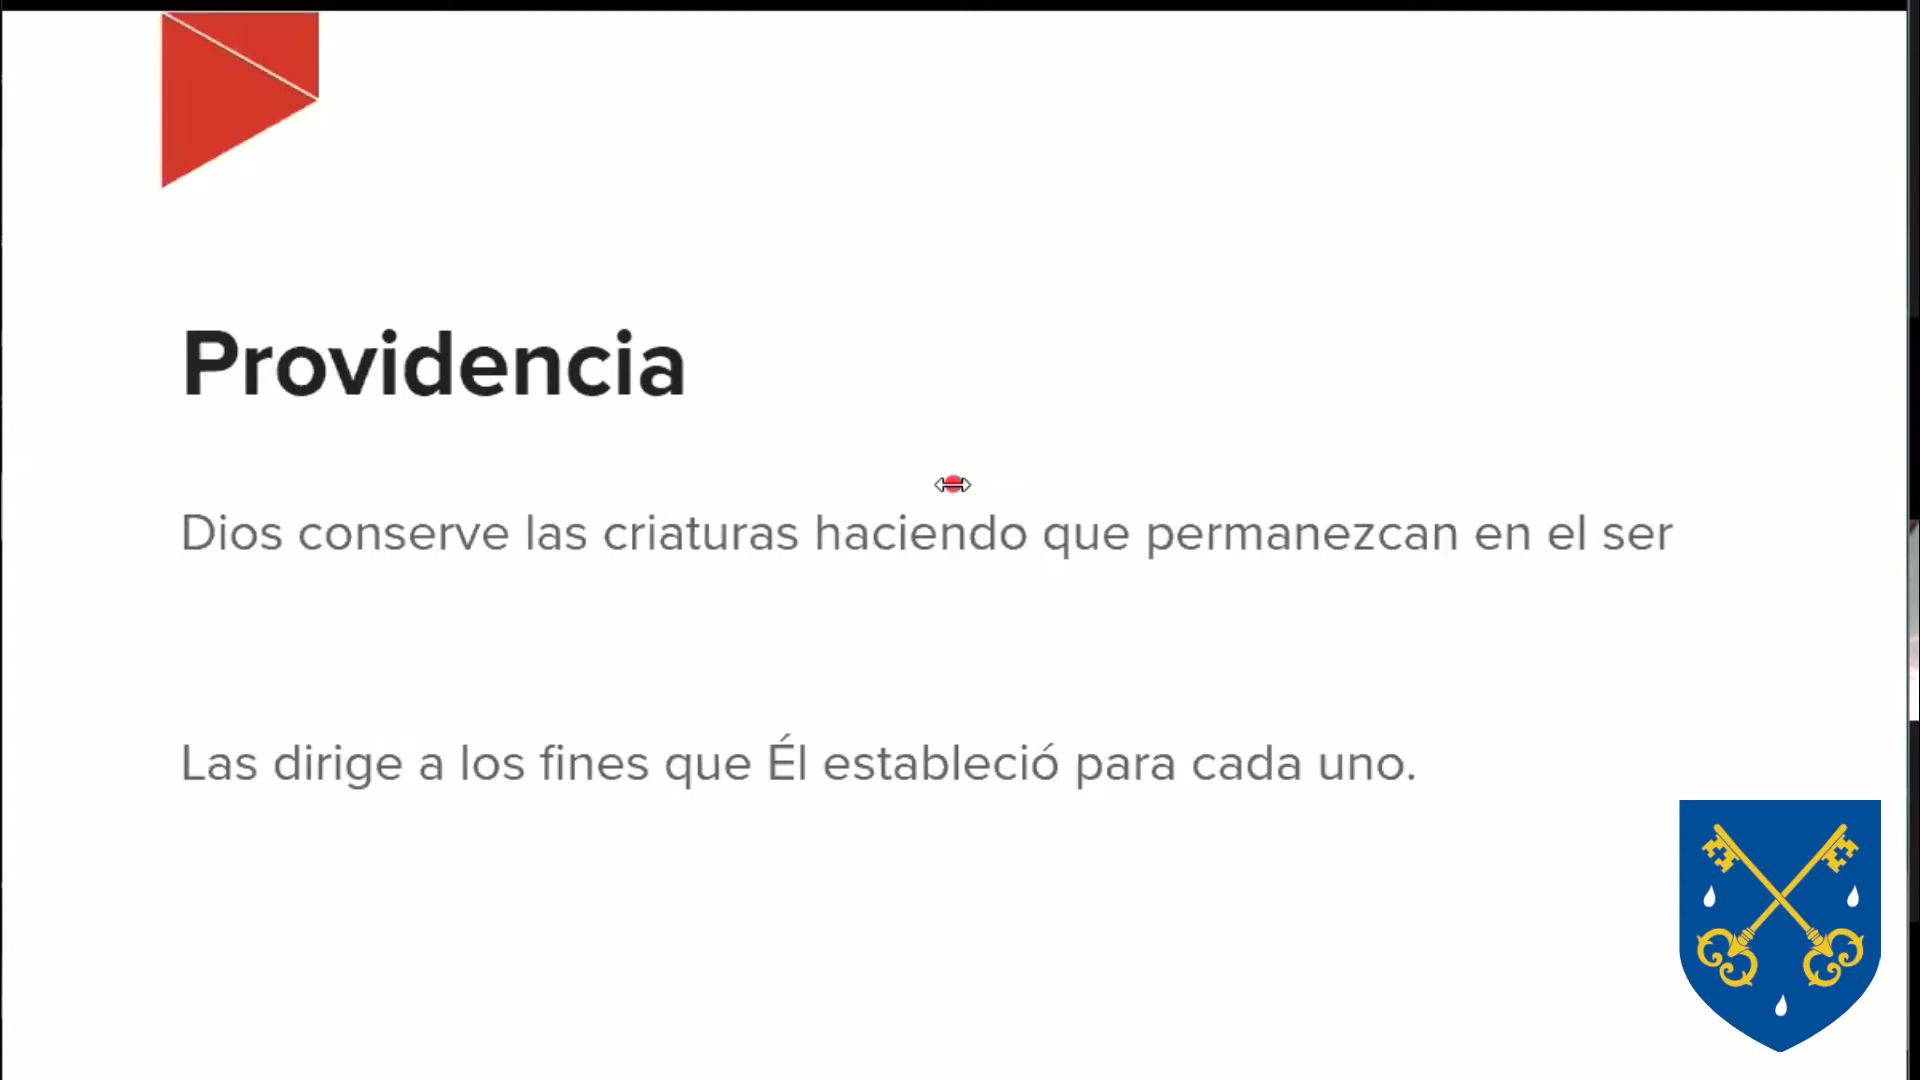 Providencia
Dios conserve las criaturas haciendo que permanezcan en el ser
Las dirige a los fines que Él estableció para cada uno.